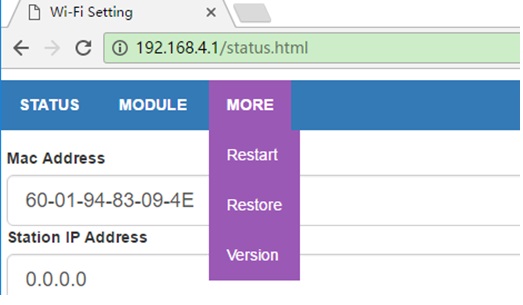 Wi-Fi Setting
192.168.4.1/status.html
STATUS MODULE MORE
Mac Address
Restart
60-01-94-83-09-4E
Restore
Station IP Address
Version
0.0.0.0